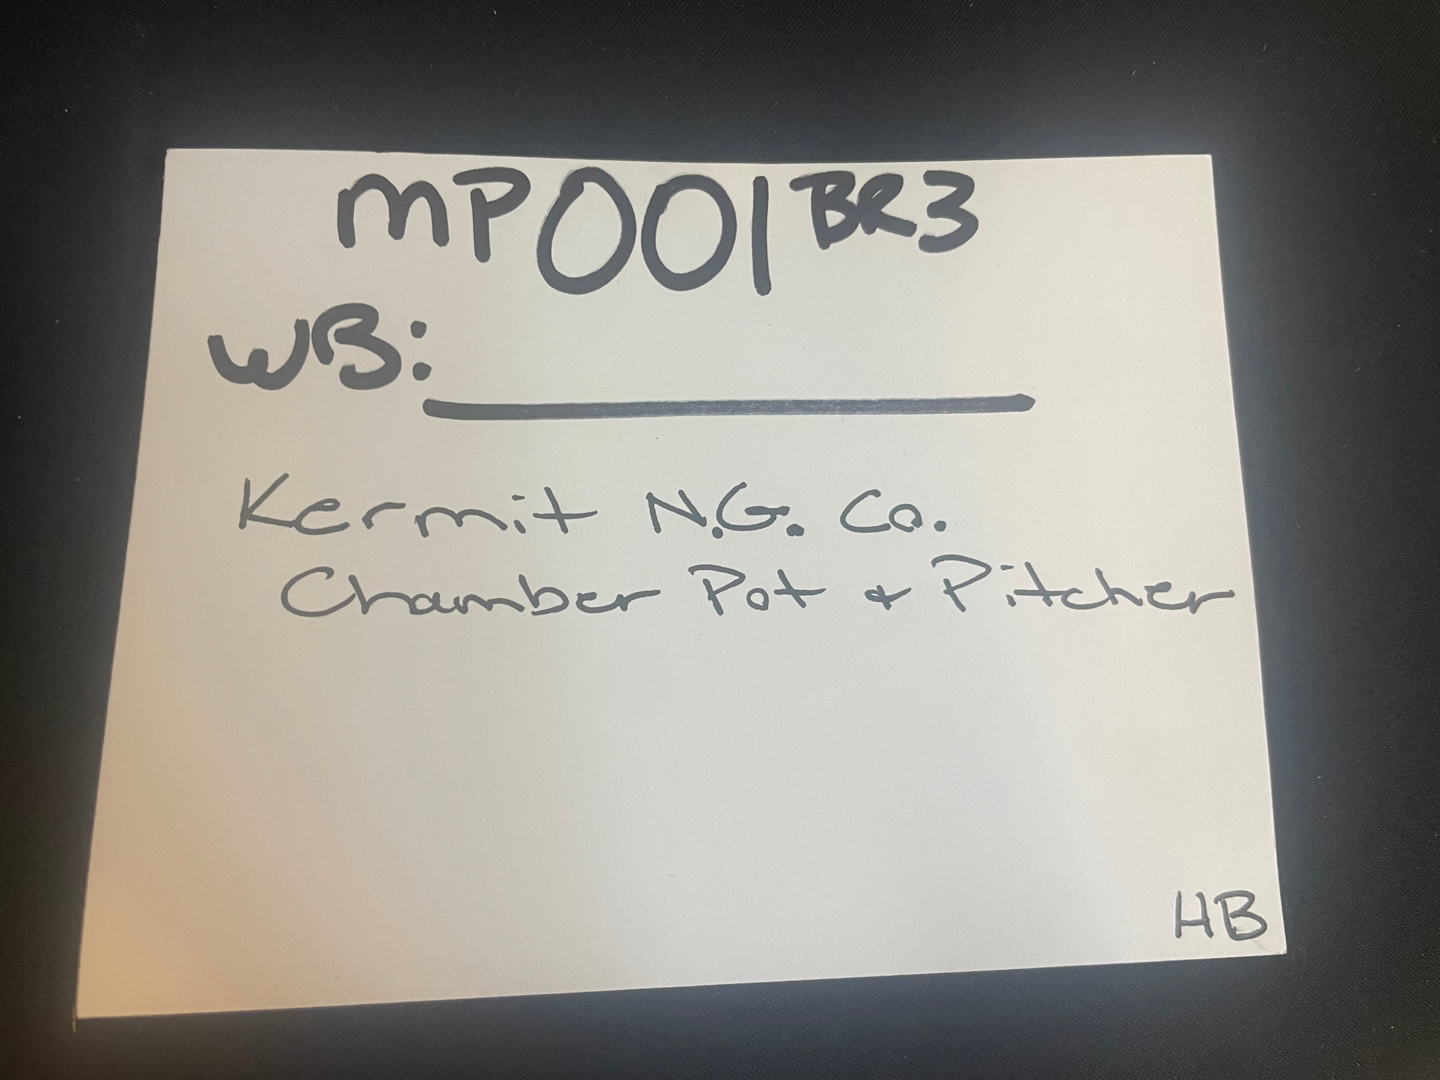 MP001BR3
WB:
Kermit N.G. Co.
Chamber Pot & Pitcher
HB